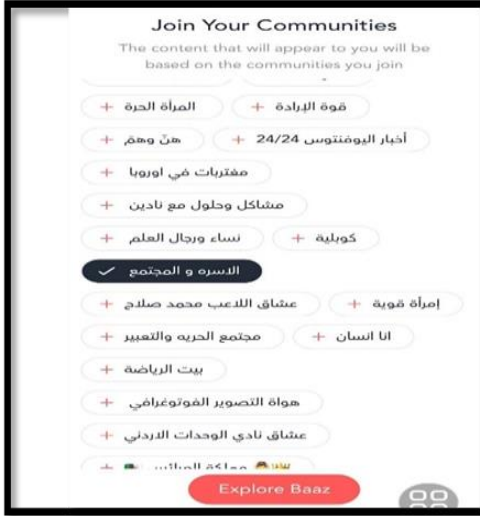 Join Your Communities
The content that will appear to you will be
based on the communities you join
قوة الإرادة + المرأة الحرة +
أخبار اليوفنتوس 24/24 + هنّ وهمَ +
مغتربات في اوروبا +
مشاكل وحلول مع نادين +
كوبلية + نساء ورجال العلم +
الاسره و المجتمع ✓
إمرأة قوية + عشاق اللاعب محمد صلاح +
انا انسان + مجتمع الحريه والتعبير +
بيت الرياضة +
هواة التصوير الفوتوغرافي +
عشاق نادي الوحدات الاردني +
Explore Baaz